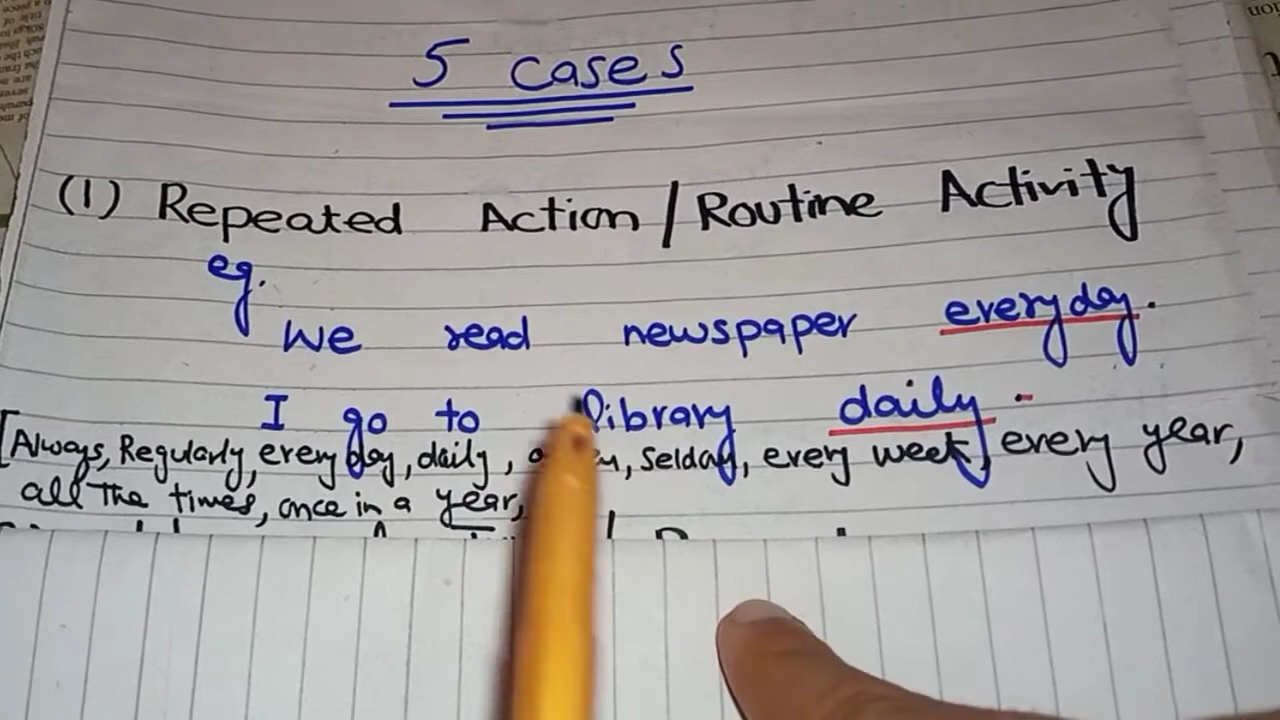 5 cases
(1) Repeated Action / Routine Activity
eg.
We read newspaper everyday.
I go to library daily.
[Always, Regularly, every day, daily, , every week, every year,
all the times, once in a year,